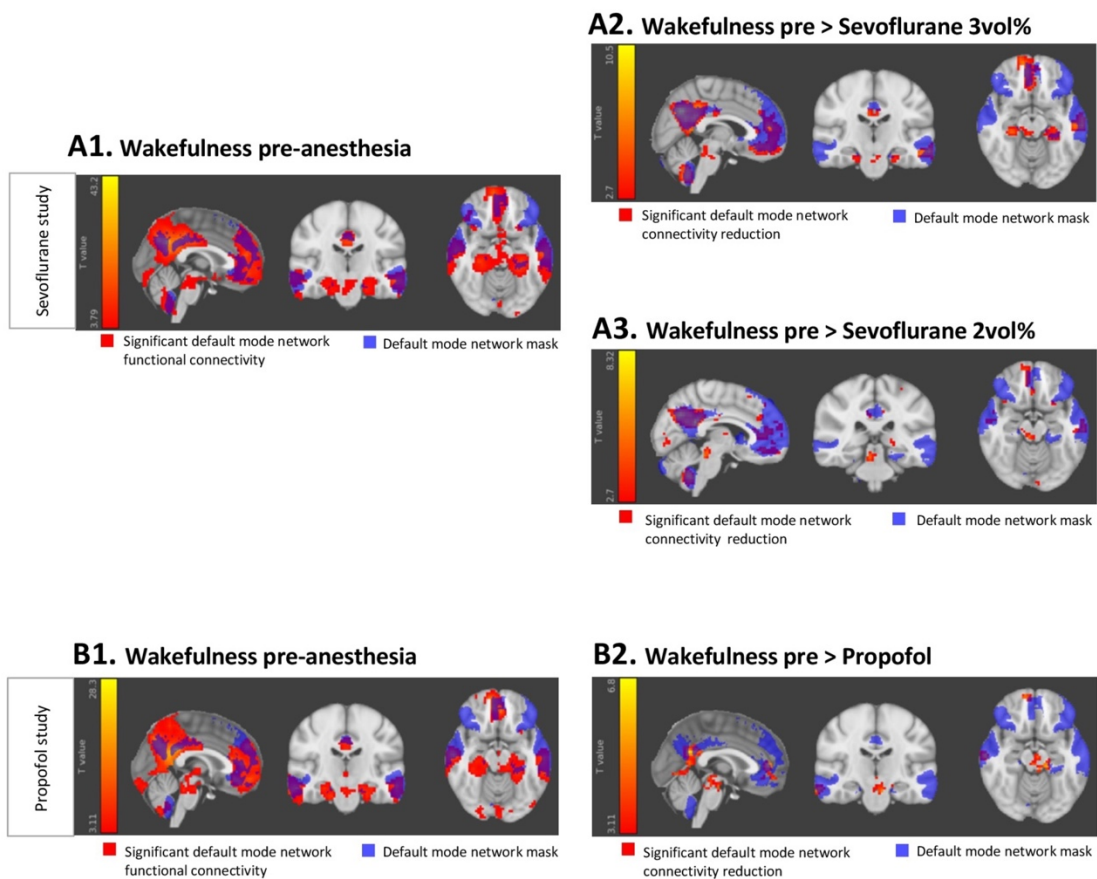 A2. Wakefulness pre > Sevoflurane 3vol%
10.5
T value
2.7
Significant default mode network
connectivity reduction
Default mode network mask
A1. Wakefulness pre-anesthesia
Sevoflurane study
43.2
T value
3.79
Significant default mode network
functional connectivity
Default mode network mask
A3. Wakefulness pre > Sevoflurane 2vol%
8.32
T value
2.7
Significant default mode network
connectivity reduction
Default mode network mask
B1. Wakefulness pre-anesthesia
Propofol study
28.3
T value
3.11
Significant default mode network
functional connectivity
Default mode network mask
B2. Wakefulness pre > Propofol
6.8
T value
3.11
Significant default mode network
connectivity reduction
Default mode network mask